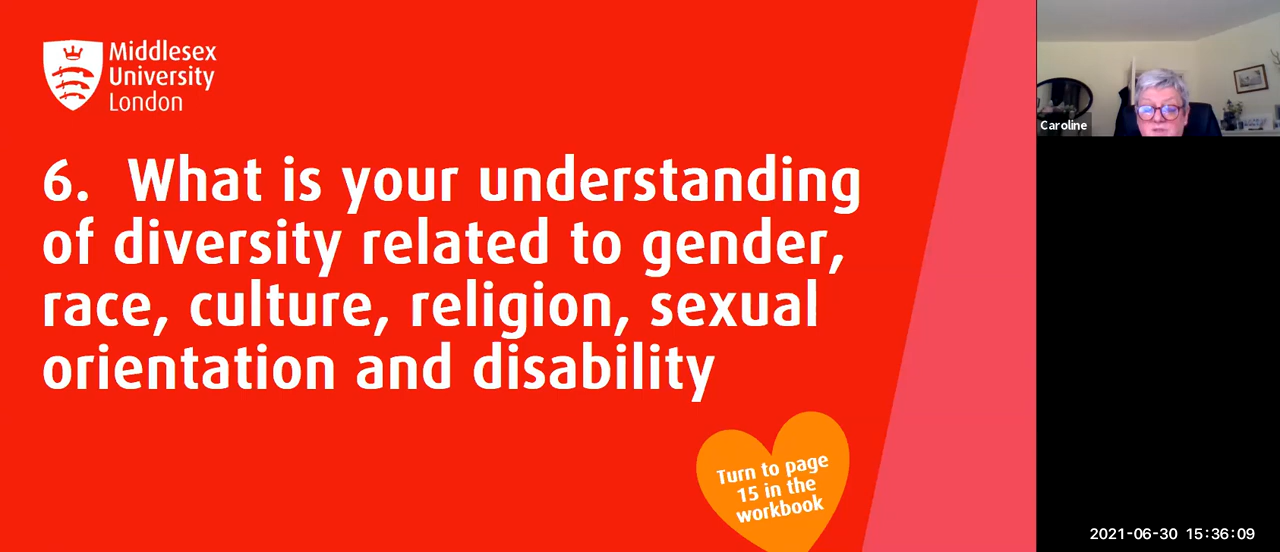 Middlesex
University
London
6. What is your understanding
of diversity related to gender,
race, culture, religion, sexual
orientation and disability
Turn to page
15 in the
workbook
Caroline
2021-06-30 15:36:09